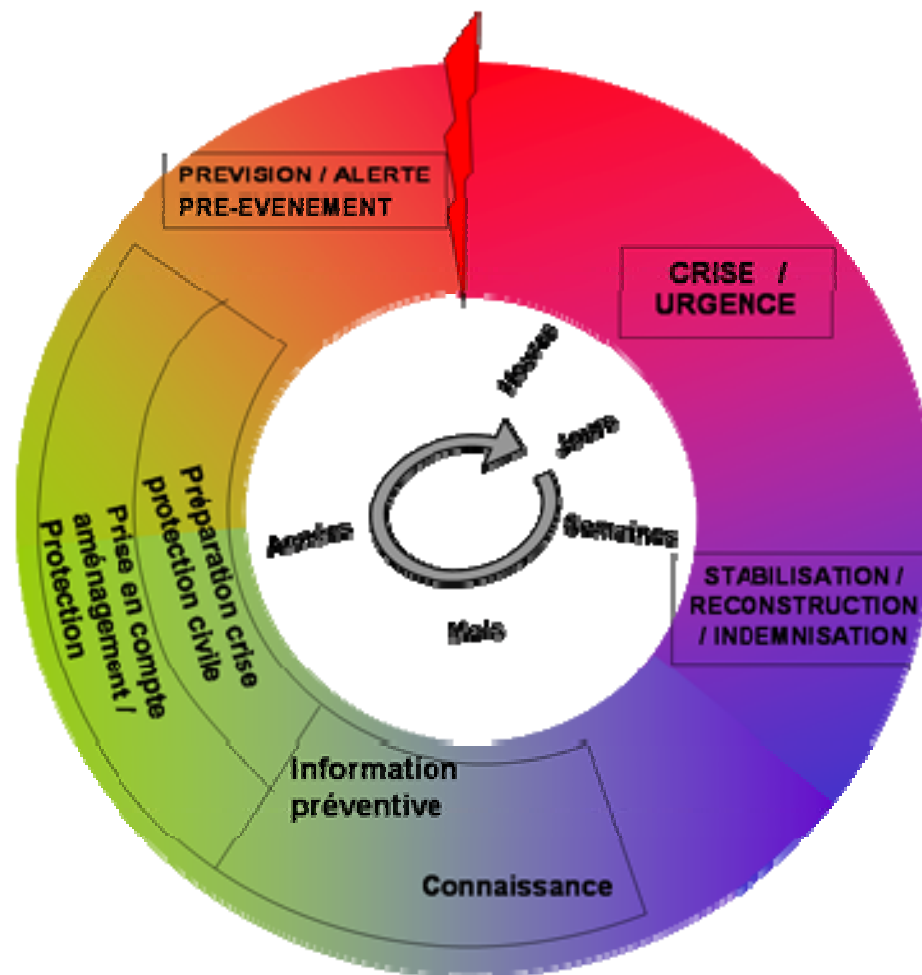 PREVISION / ALERTE
PRE-EVENEMENT
CRISE /
URGENCE
Heures
Jours
Semaines
Mois
Années
STABILISATION /
RECONSTRUCTION
/ INDEMNISATION
Connaissance
Information
préventive
Préparation crise
protection civile
Prise en compte
aménagement /
Protection